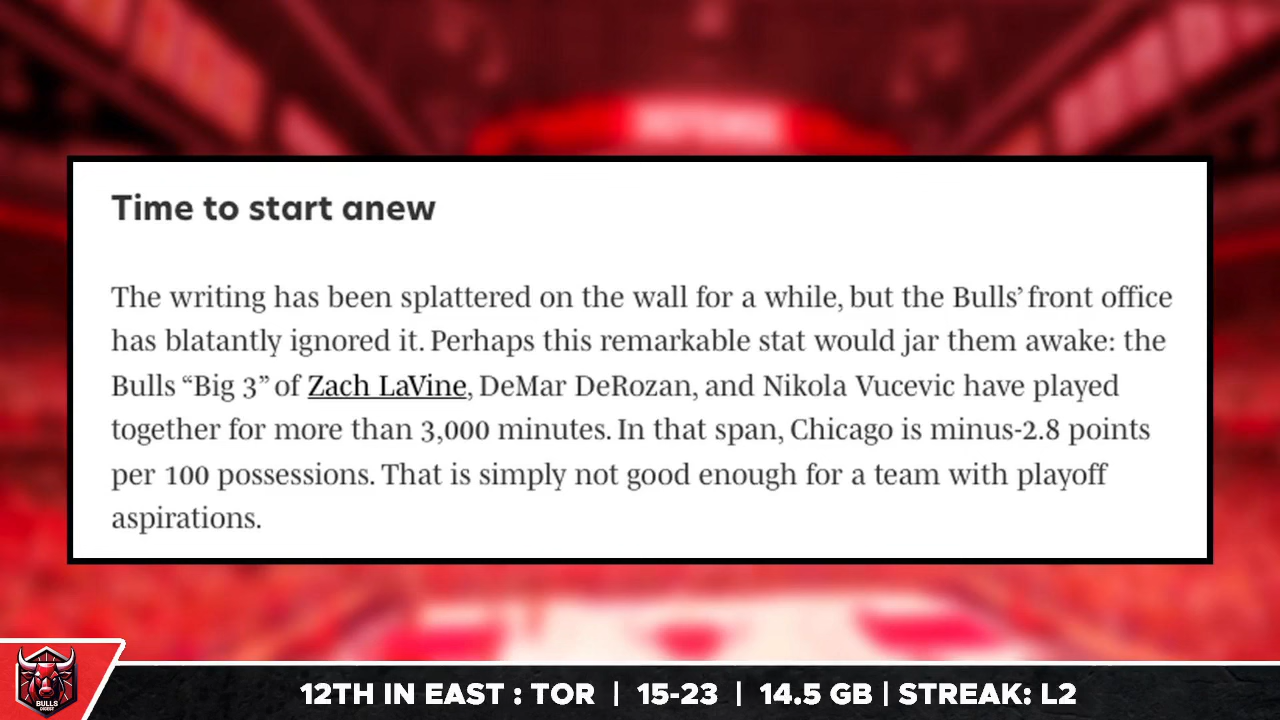 Time to start anew
The writing has been splattered on the wall for a while, but the Bulls’ front office
has blatantly ignored it. Perhaps this remarkable stat would jar them awake: the
Bulls “Big 3” of Zach LaVine, DeMar DeRozan, and Nikola Vucevic have played
together for more than 3,000 minutes. In that span, Chicago is minus-2.8 points
per 100 possessions. That is simply not good enough for a team with playoff
aspirations.
BULLS
DIGEST
12TH IN EAST : TOR | 15-23 | 14.5 GB | STREAK: L2